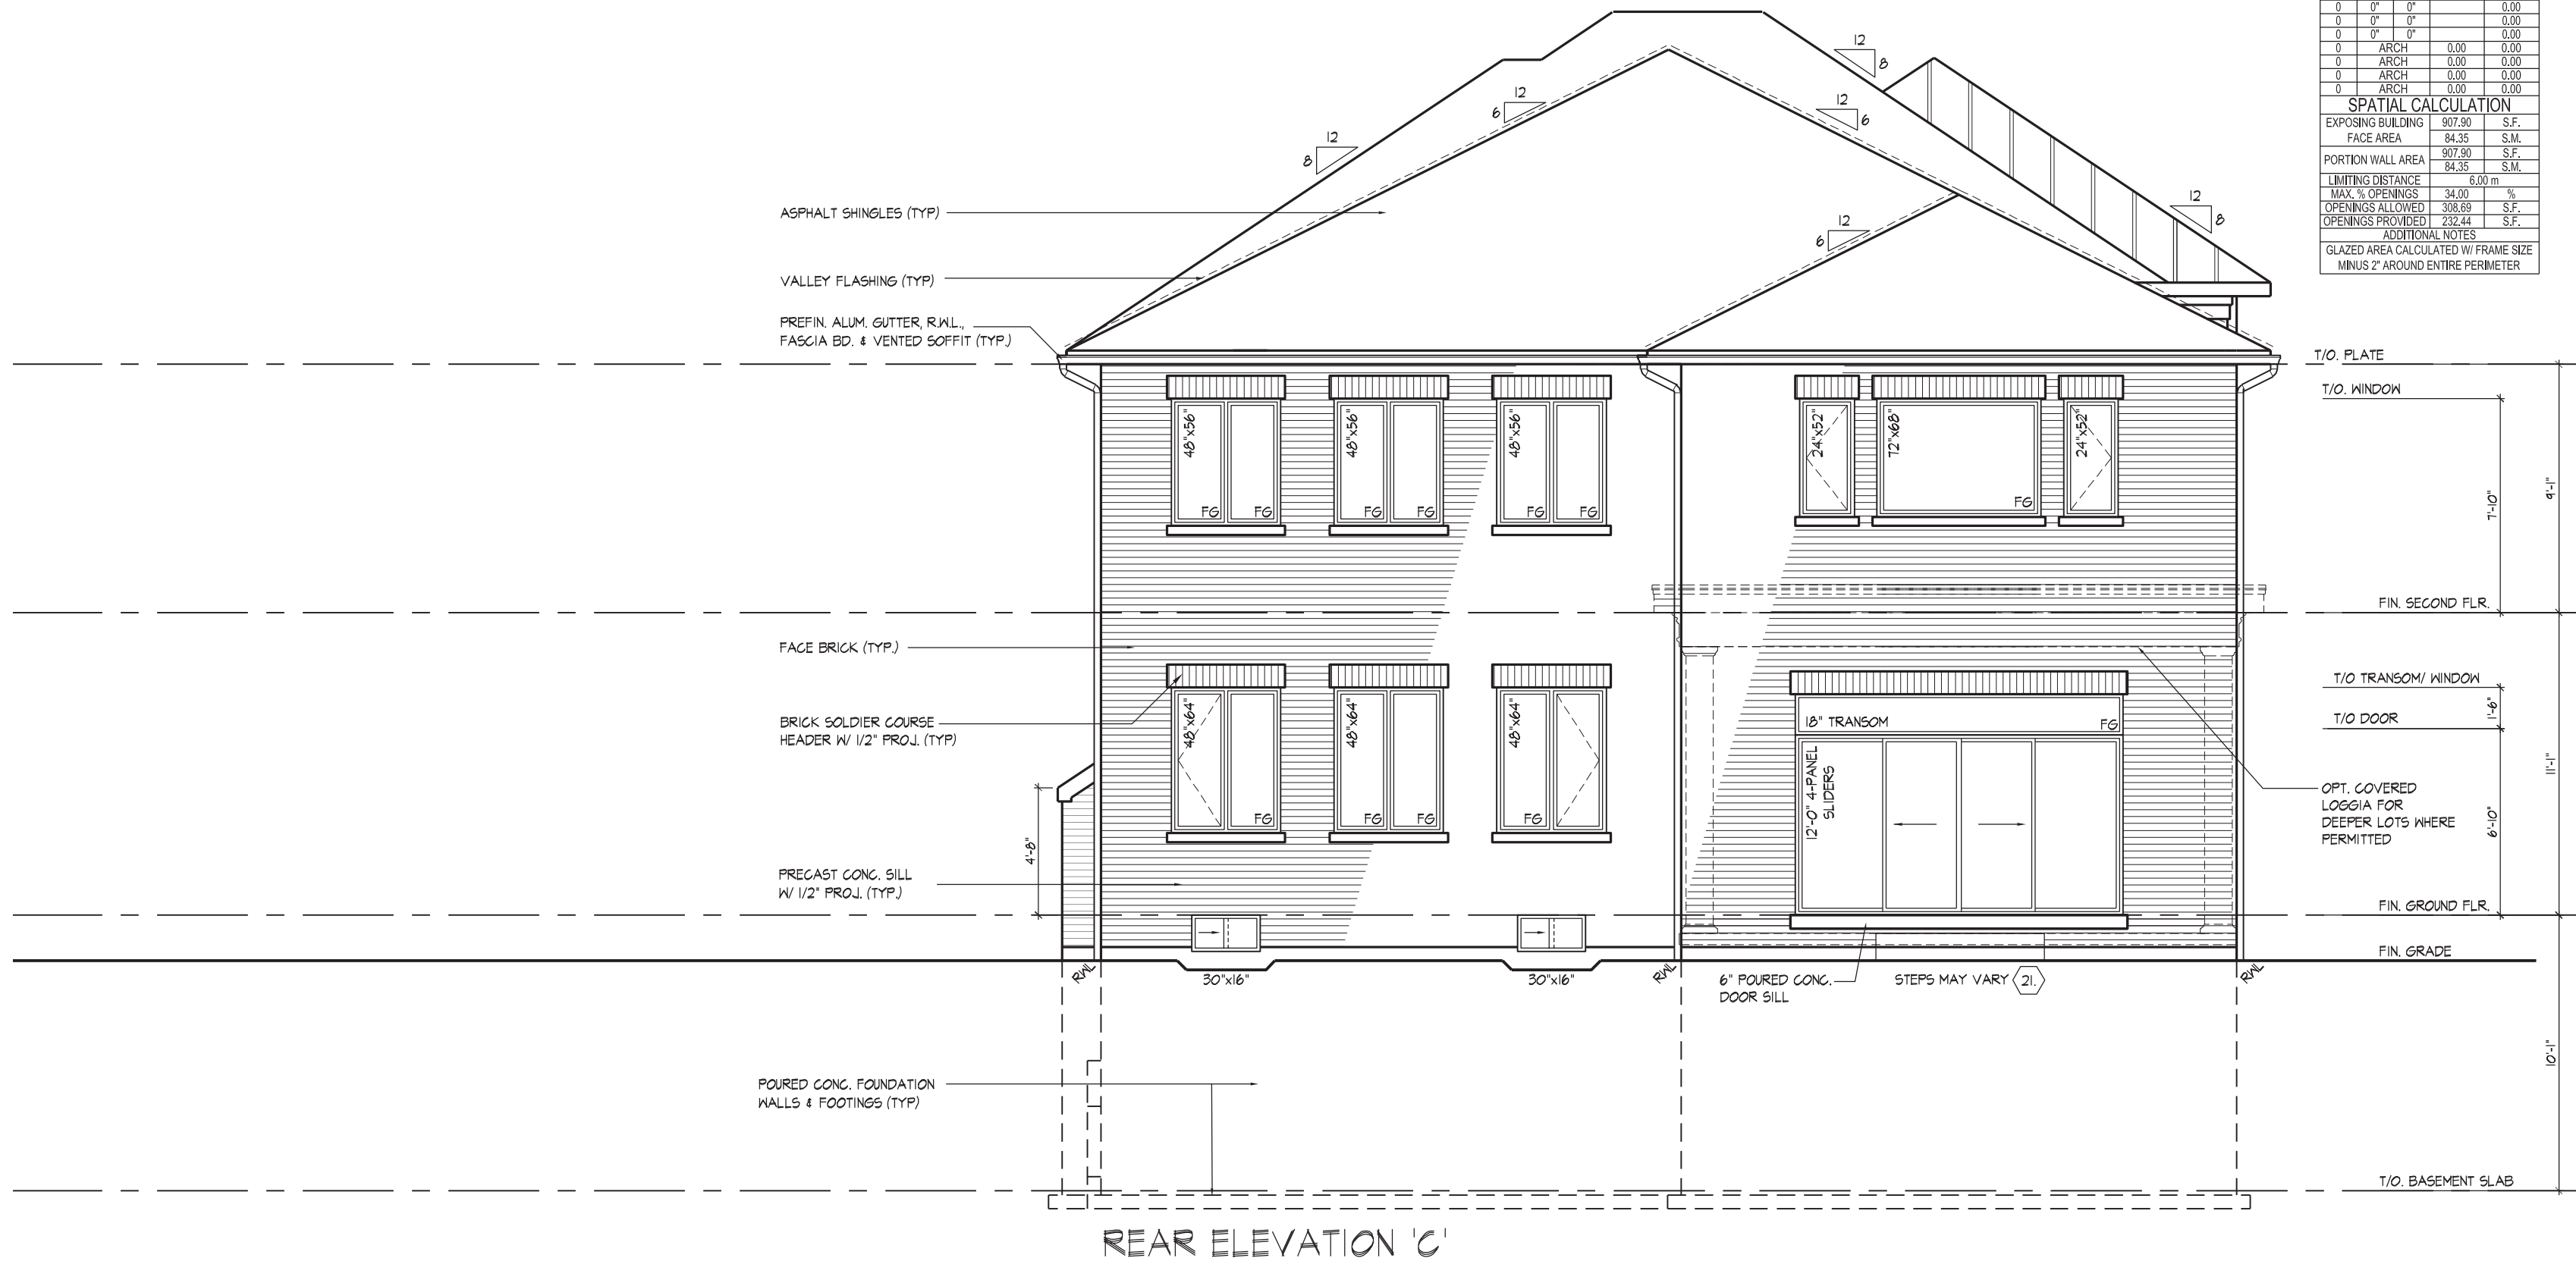 0 0" 0" 0.00
0 0" 0" 0.00
0 0" 0" 0.00
0 ARCH 0.00 0.00
0 ARCH 0.00 0.00
0 ARCH 0.00 0.00
0 ARCH 0.00 0.00
SPATIAL CALCULATION
EXPOSING BUILDING 907.90 S.F.
FACE AREA 84.35 S.M.
PORTION WALL AREA 907.90 S.F.
84.35 S.M.
LIMITING DISTANCE 6.00 m
MAX. % OPENINGS 34.00 %
OPENINGS ALLOWED 308.69 S.F.
OPENINGS PROVIDED 232.44 S.F.
ADDITIONAL NOTES
GLAZED AREA CALCULATED W/ FRAME SIZE
MINUS 2" AROUND ENTIRE PERIMETER
12
8
12
6
12
8
12
6
12
6
12
8
ASPHALT SHINGLES (TYP)
VALLEY FLASHING (TYP)
PREFIN. ALUM. GUTTER, R.W.L.,
FASCIA BD. & VENTED SOFFIT (TYP.)
T/O. PLATE
T/O. WINDOW
48"x56"
FG FG
48"x56"
FG FG
48"x56"
FG FG
24"x52"
72"x68"
FG
24"x52"
7'-10"
9'-1"
FIN. SECOND FLR.
FACE BRICK (TYP.)
BRICK SOLDIER COURSE
HEADER W/ 1/2" PROJ. (TYP)
48"x64"
FG
48"x64"
FG FG
48"x64"
FG
18" TRANSOM
FG
12'-0" 4-PANEL
SLIDERS
T/O TRANSOM/ WINDOW
T/O DOOR
1'-6"
11'-1"
6'-10"
OPT. COVERED
LOGGIA FOR
DEEPER LOTS WHERE
PERMITTED
4'-8"
PRECAST CONC. SILL
W/ 1/2" PROJ. (TYP.)
FIN. GROUND FLR.
FIN. GRADE
RWL
30"x16"
30"x16"
RWL
6" POURED CONC.
DOOR SILL
STEPS MAY VARY 21.
RWL
10'-1"
POURED CONC. FOUNDATION
WALLS & FOOTINGS (TYP)
T/O. BASEMENT SLAB
REAR ELEVATION 'C'